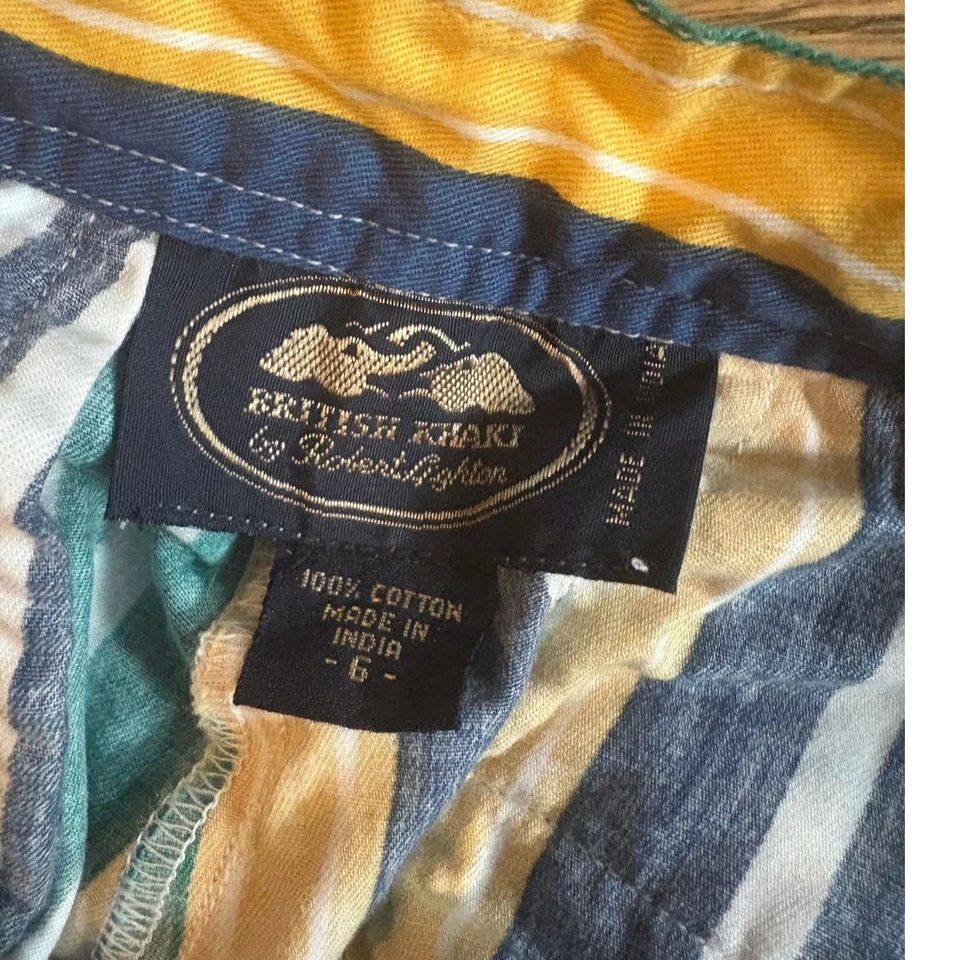 BRITISH KHAKI
by Robert Lighton
MADE IN INDIA
100% COTTON
MADE IN
INDIA
- 6 -